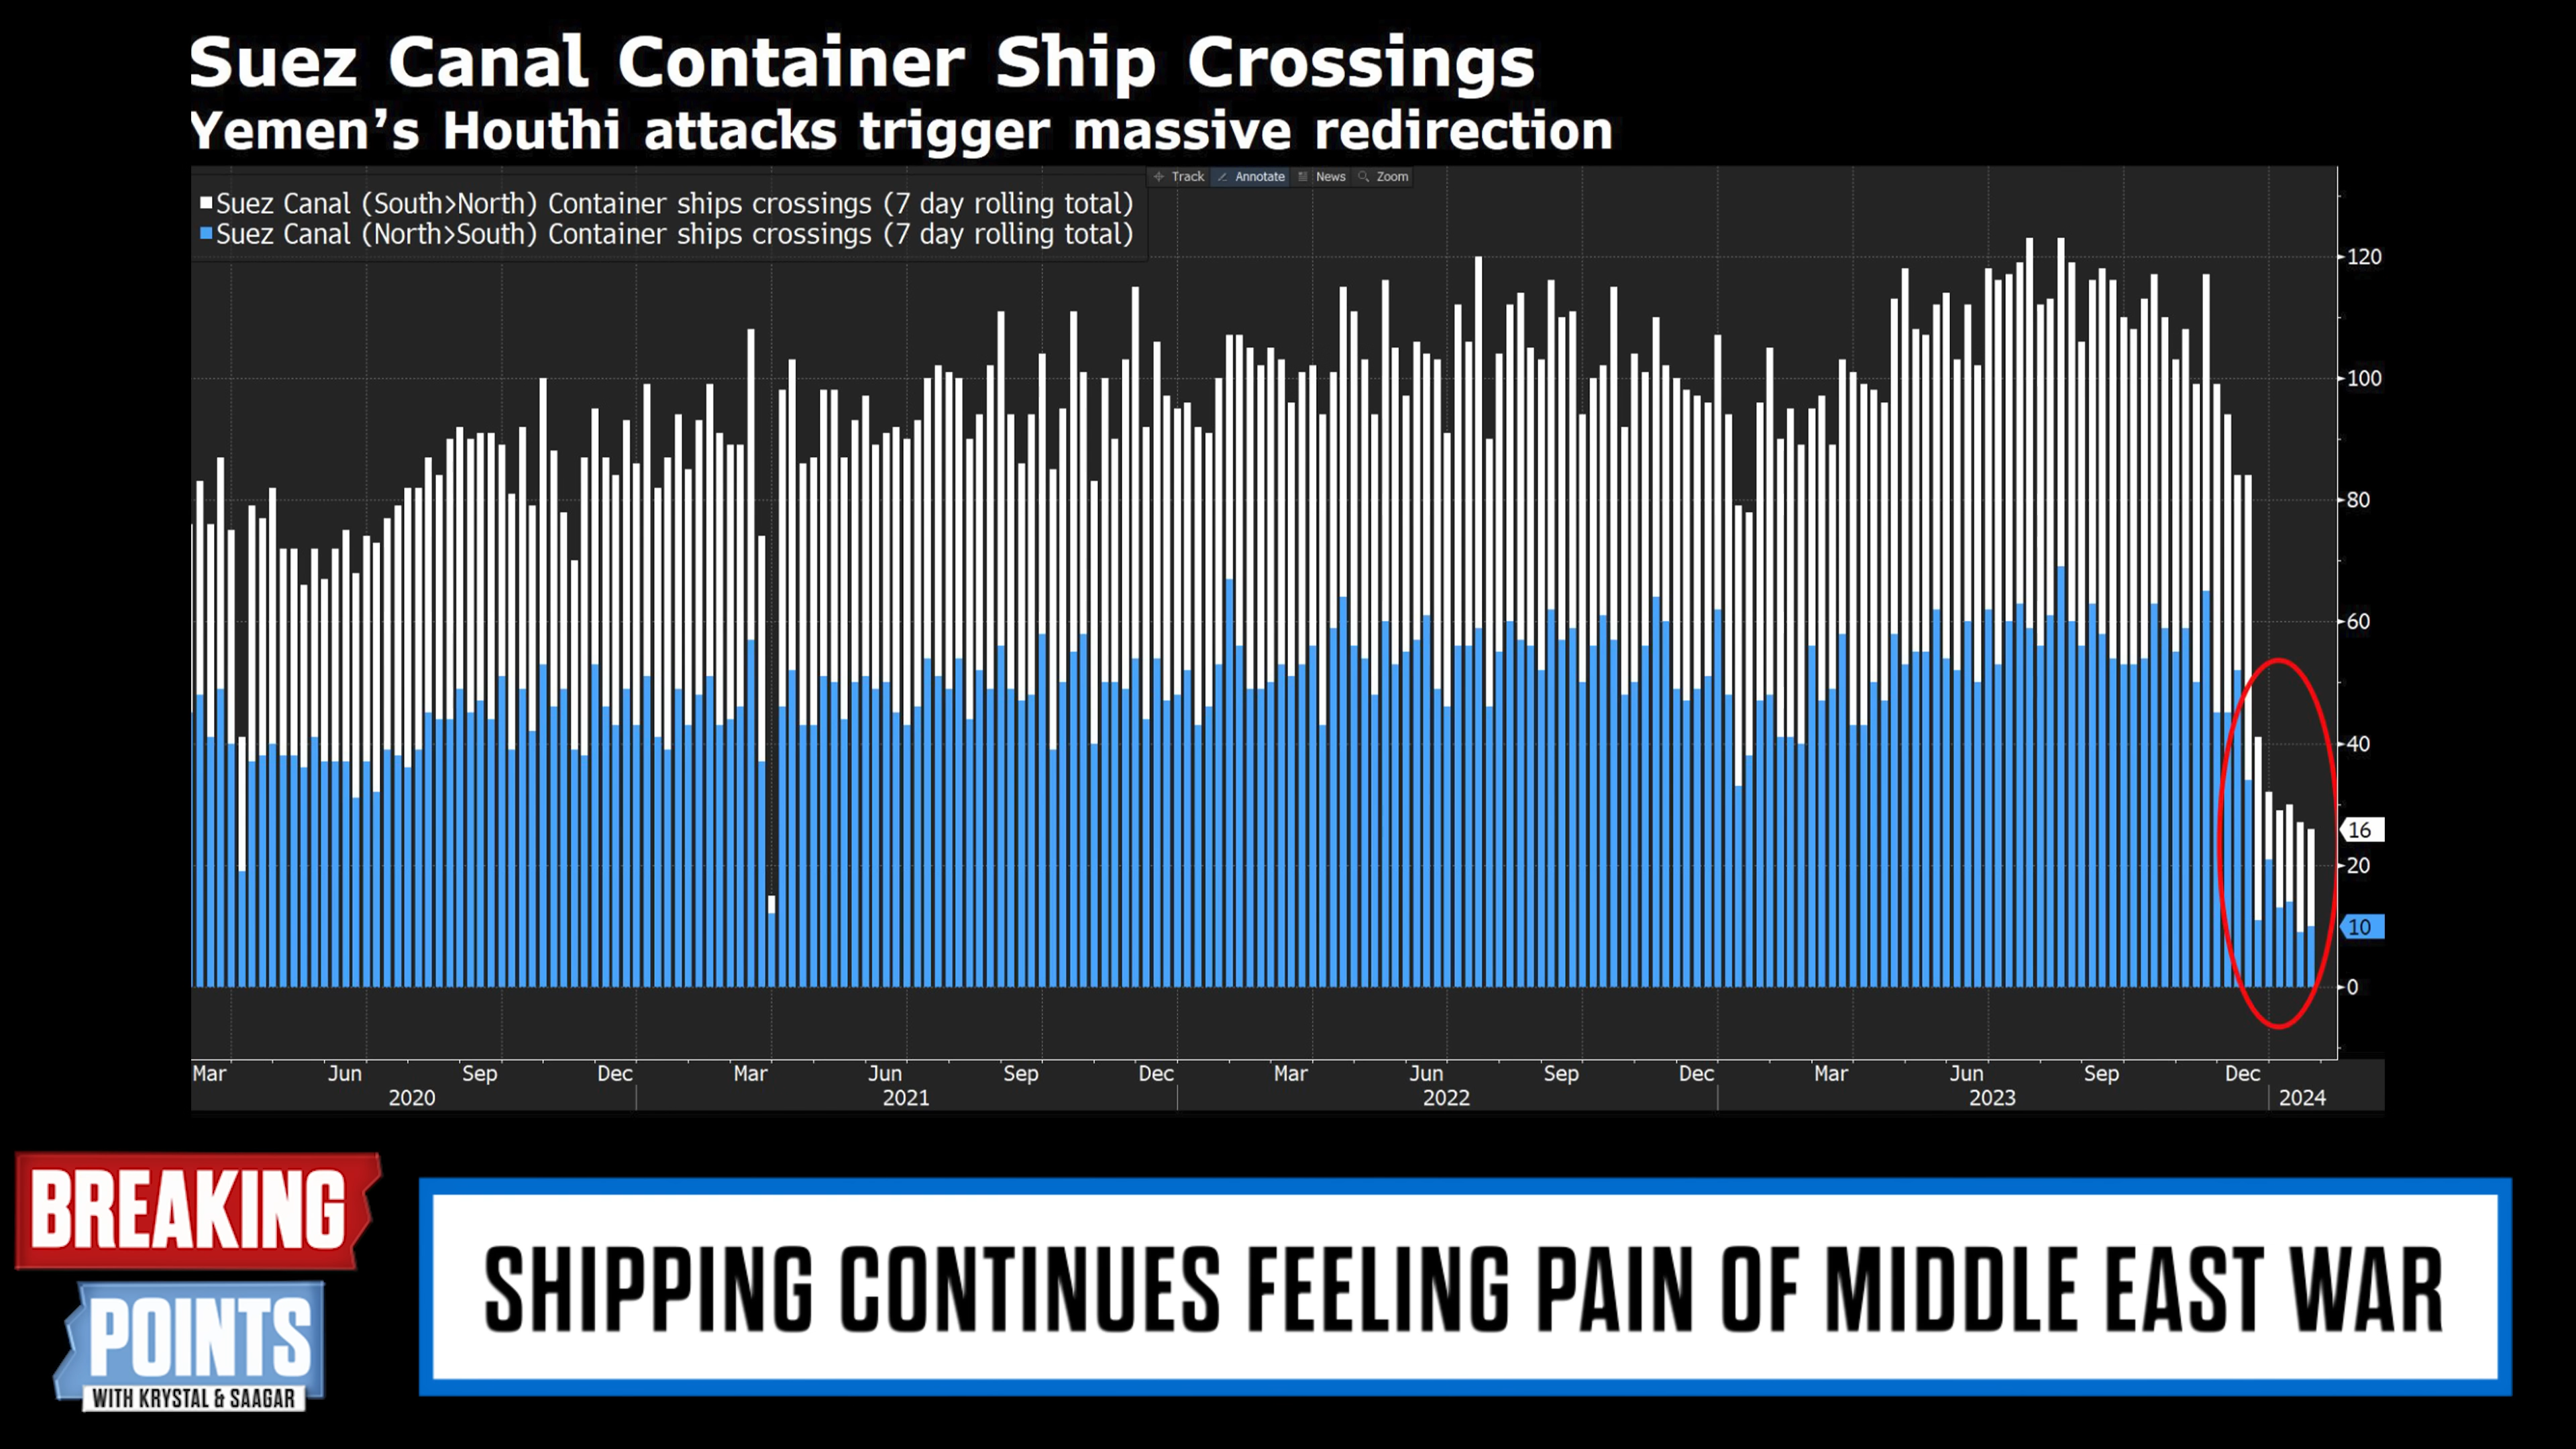 Suez Canal Container Ship Crossings
Yemen's Houthi attacks trigger massive redirection
Track Annotate News Zoom
Suez Canal (South>North) Container ships crossings (7 day rolling total)
Suez Canal (North>South) Container ships crossings (7 day rolling total)
120
100
80
60
40
16
20
10
0
Mar Jun Sep Dec Mar Jun Sep Dec Mar Jun Sep Dec Mar Jun Sep Dec
2020 2021 2022 2023 2024
BREAKING
POINTS
WITH KRYSTAL & SAAGAR
SHIPPING CONTINUES FEELING PAIN OF MIDDLE EAST WAR